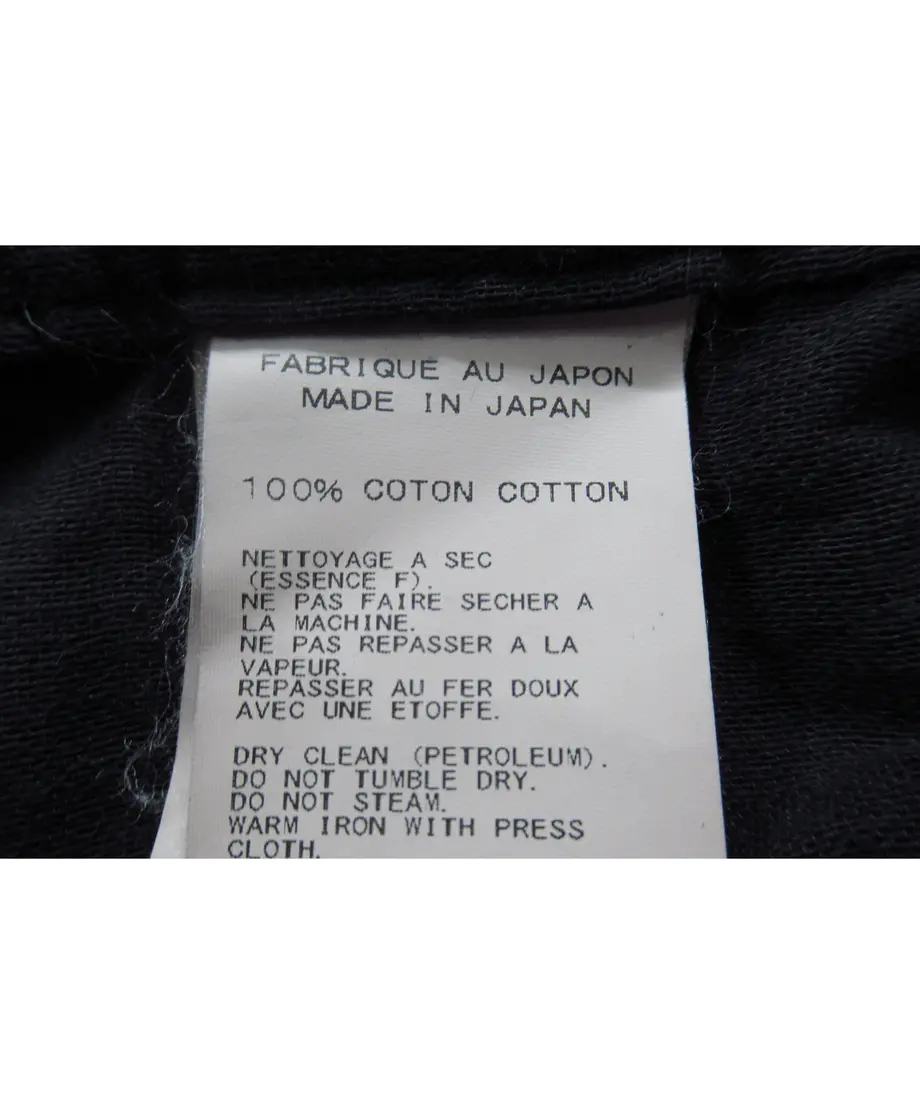 FABRIQUE AU JAPON
MADE IN JAPAN
100% COTON COTTON
NETTOYAGE A SEC
(ESSENCE F).
NE PAS FAIRE SECHER A
LA MACHINE.
NE PAS REPASSER A LA
VAPEUR.
REPASSER AU FER DOUX
AVEC UNE ETOFFE.
DRY CLEAN (PETROLEUM).
DO NOT TUMBLE DRY.
DO NOT STEAM.
WARM IRON WITH PRESS
CLOTH.